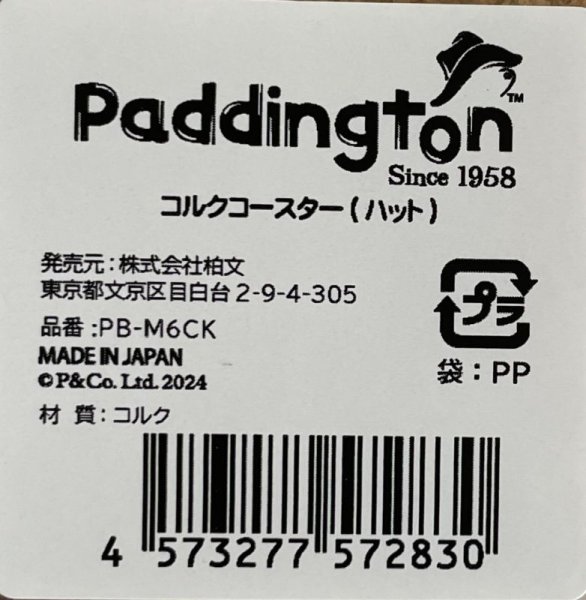 Paddington™
Since 1958
コルクコースター(ハット)
発売元:株式会社柏文
東京都文京区目白台2-9-4-305
品番:PB-M6CK
MADE IN JAPAN
©P&Co. Ltd. 2024
材 質:コルク
プラ
袋:PP
4 573277 572830